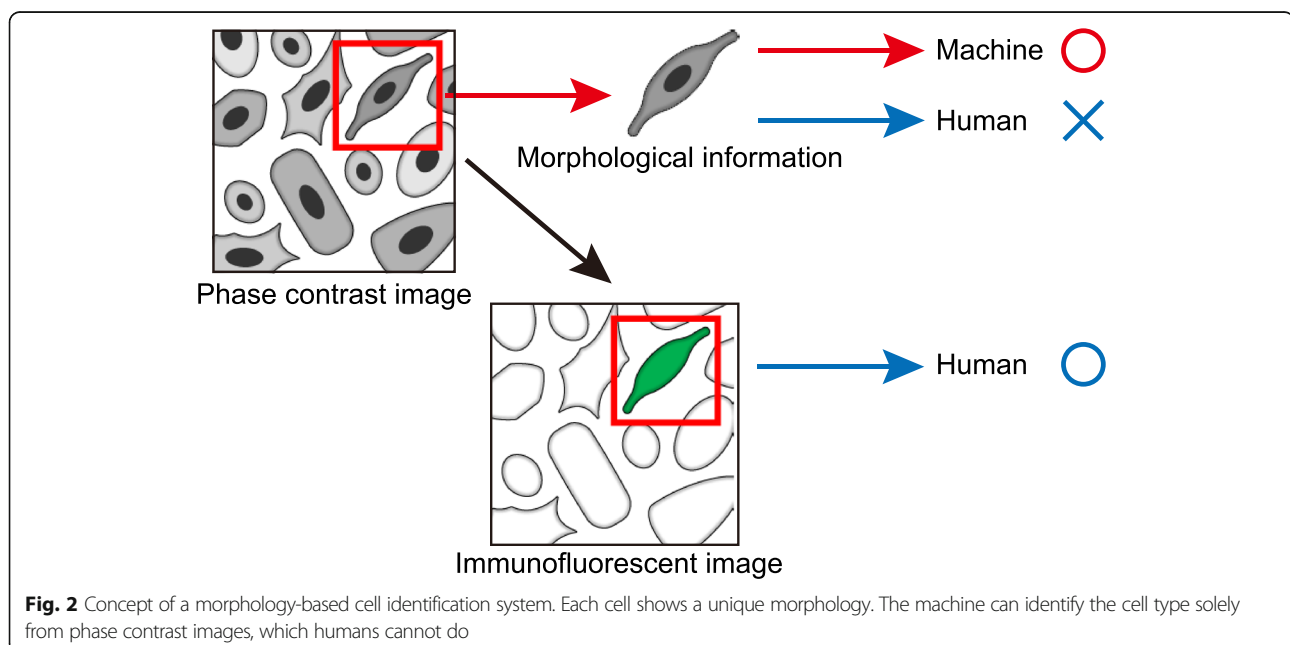 Machine
Human
Morphological information
Phase contrast image
Human
Immunofluorescent image
Fig. 2 Concept of a morphology-based cell identification system. Each cell shows a unique morphology. The machine can identify the cell type solely
from phase contrast images, which humans cannot do